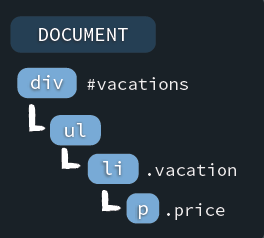 DOCUMENT
div #vacations
ul
li .vacation
p .price